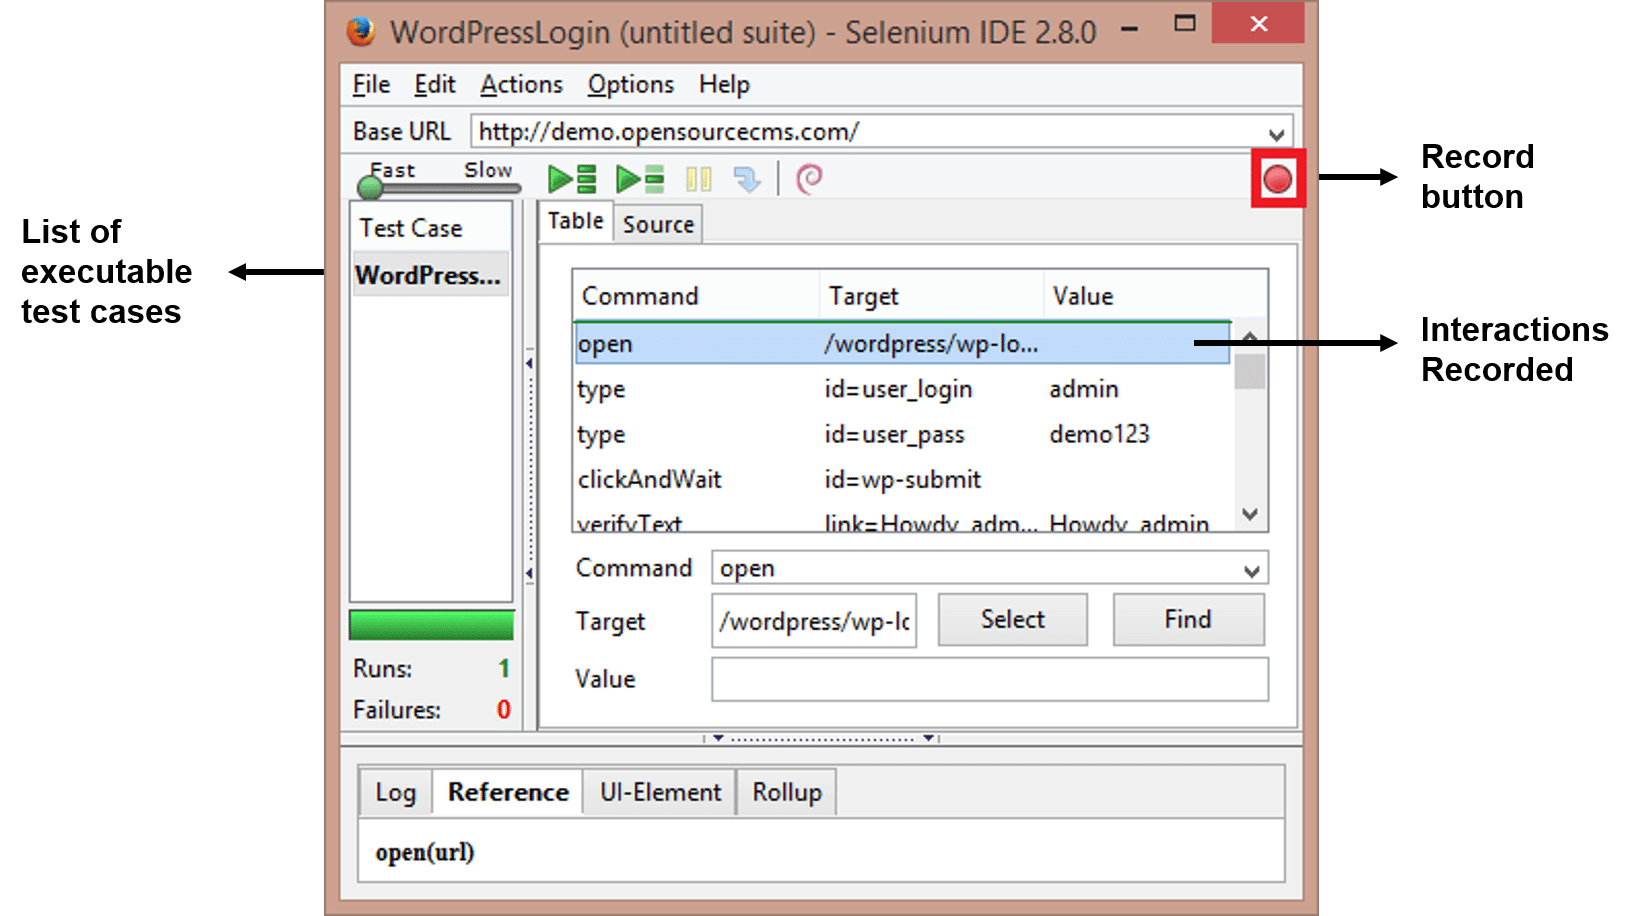 WordPressLogin (untitled suite) - Selenium IDE 2.8.0
File Edit Actions Options Help
Base URL http://demo.opensourcecms.com/
Fast Slow
Record
button
List of
executable
test cases
Test Case
WordPress...
Table Source
Command Target Value
open /wordpress/wp-lo...
type id=user_login admin
type id=user_pass demo123
clickAndWait id=wp-submit
verifyText link=Howdy, adm... Howdy, admin
Interactions
Recorded
Command open
Target /wordpress/wp-lo Select Find
Value
Runs: 1
Failures: 0
Log Reference UI-Element Rollup
open(url)